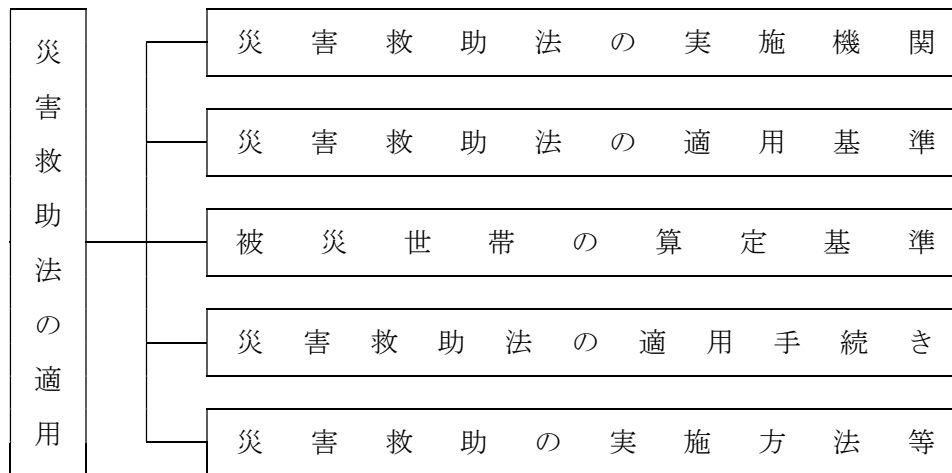 災害救助法の適用
災害救助法の実施機関
災害救助法の適用基準
被災世帯の算定基準
災害救助法の適用手続き
災害救助の実施方法等